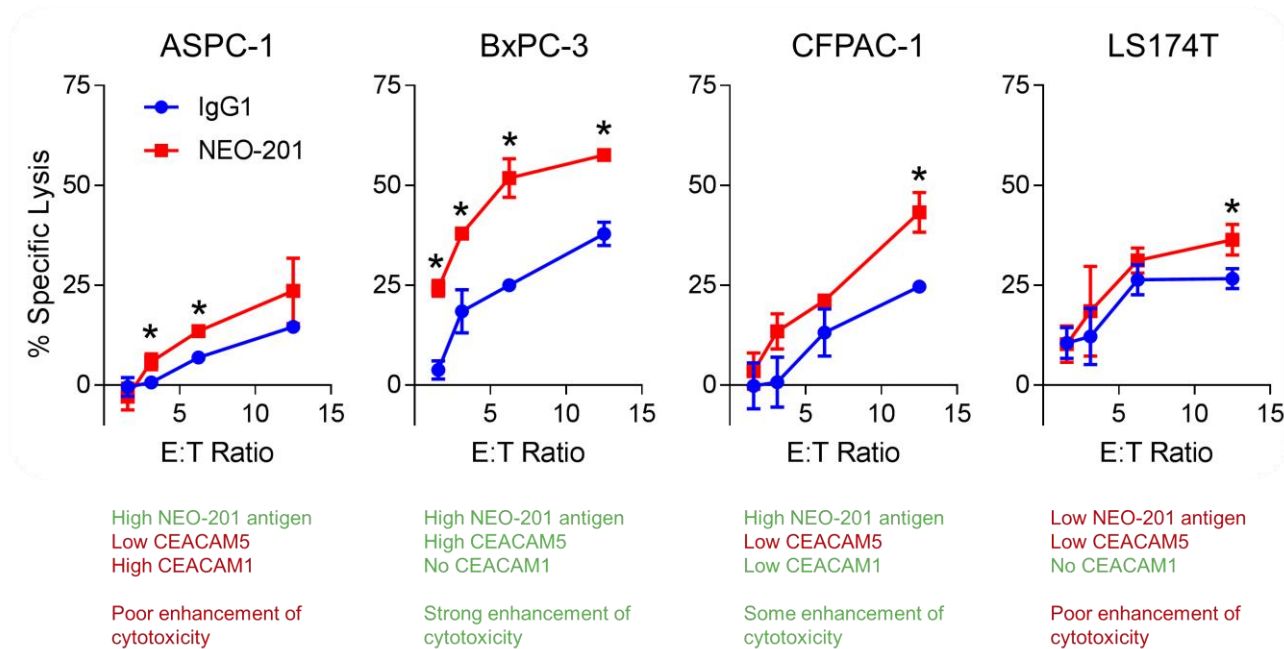 ASPC-1
BxPC-3
CFPAC-1
LS174T
% Specific Lysis
75
50
25
0
IgG1
NEO-201
*
*
5
10
15
E:T Ratio
75
50
25
0
*
*
*
*
5
10
15
E:T Ratio
75
50
25
0
*
5
10
15
E:T Ratio
75
50
25
0
*
5
10
15
E:T Ratio
High NEO-201 antigen
Low CEACAM5
High CEACAM1
Poor enhancement of
cytotoxicity
High NEO-201 antigen
High CEACAM5
No CEACAM1
Strong enhancement of
cytotoxicity
High NEO-201 antigen
Low CEACAM5
Low CEACAM1
Some enhancement of
cytotoxicity
Low NEO-201 antigen
Low CEACAM5
No CEACAM1
Poor enhancement of
cytotoxicity